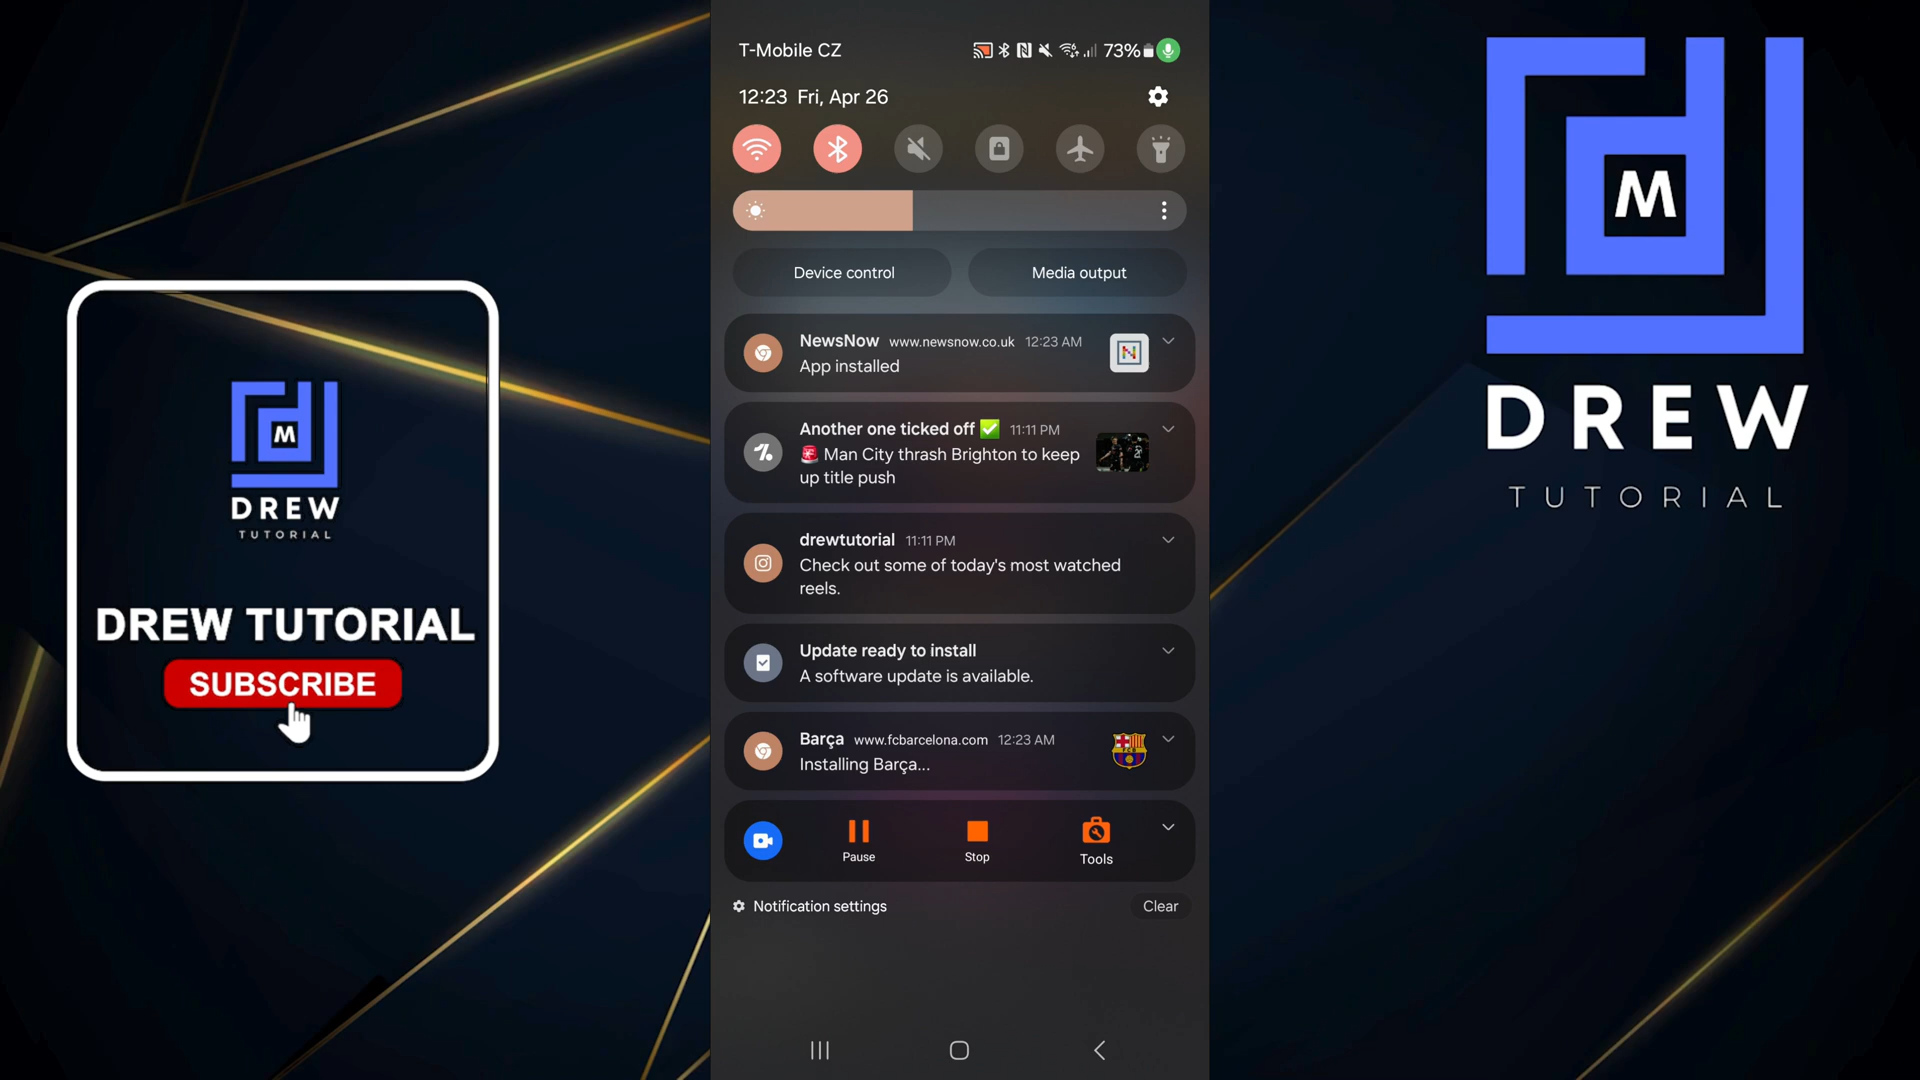 T-Mobile CZ
73%
12:23 Fri, Apr 26
Device control
Media output
NewsNow www.newsnow.co.uk 12:23 AM
App installed
N
Another one ticked off ✅ 11:11 PM
🚨 Man City thrash Brighton to keep
up title push
drewtutorial 11:11 PM
Check out some of today's most watched
reels.
Update ready to install
A software update is available.
Barça www.fcbarcelona.com 12:23 AM
Installing Barça...
FCB
Pause
Stop
Tools
Notification settings
Clear
M
DREW
TUTORIAL
DREW TUTORIAL
SUBSCRIBE
M
DREW
TUTORIAL